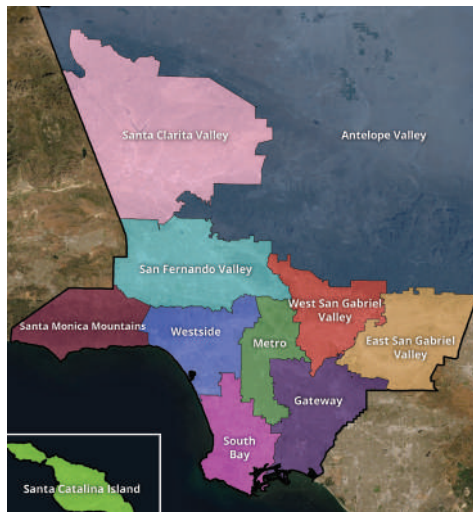 Santa Clarita Valley
Antelope Valley
San Fernando Valley
West San Gabriel
Valley
Santa Monica Mountains
Westside
Metro
East San Gabriel
Valley
Gateway
South
Bay
Santa Catalina Island